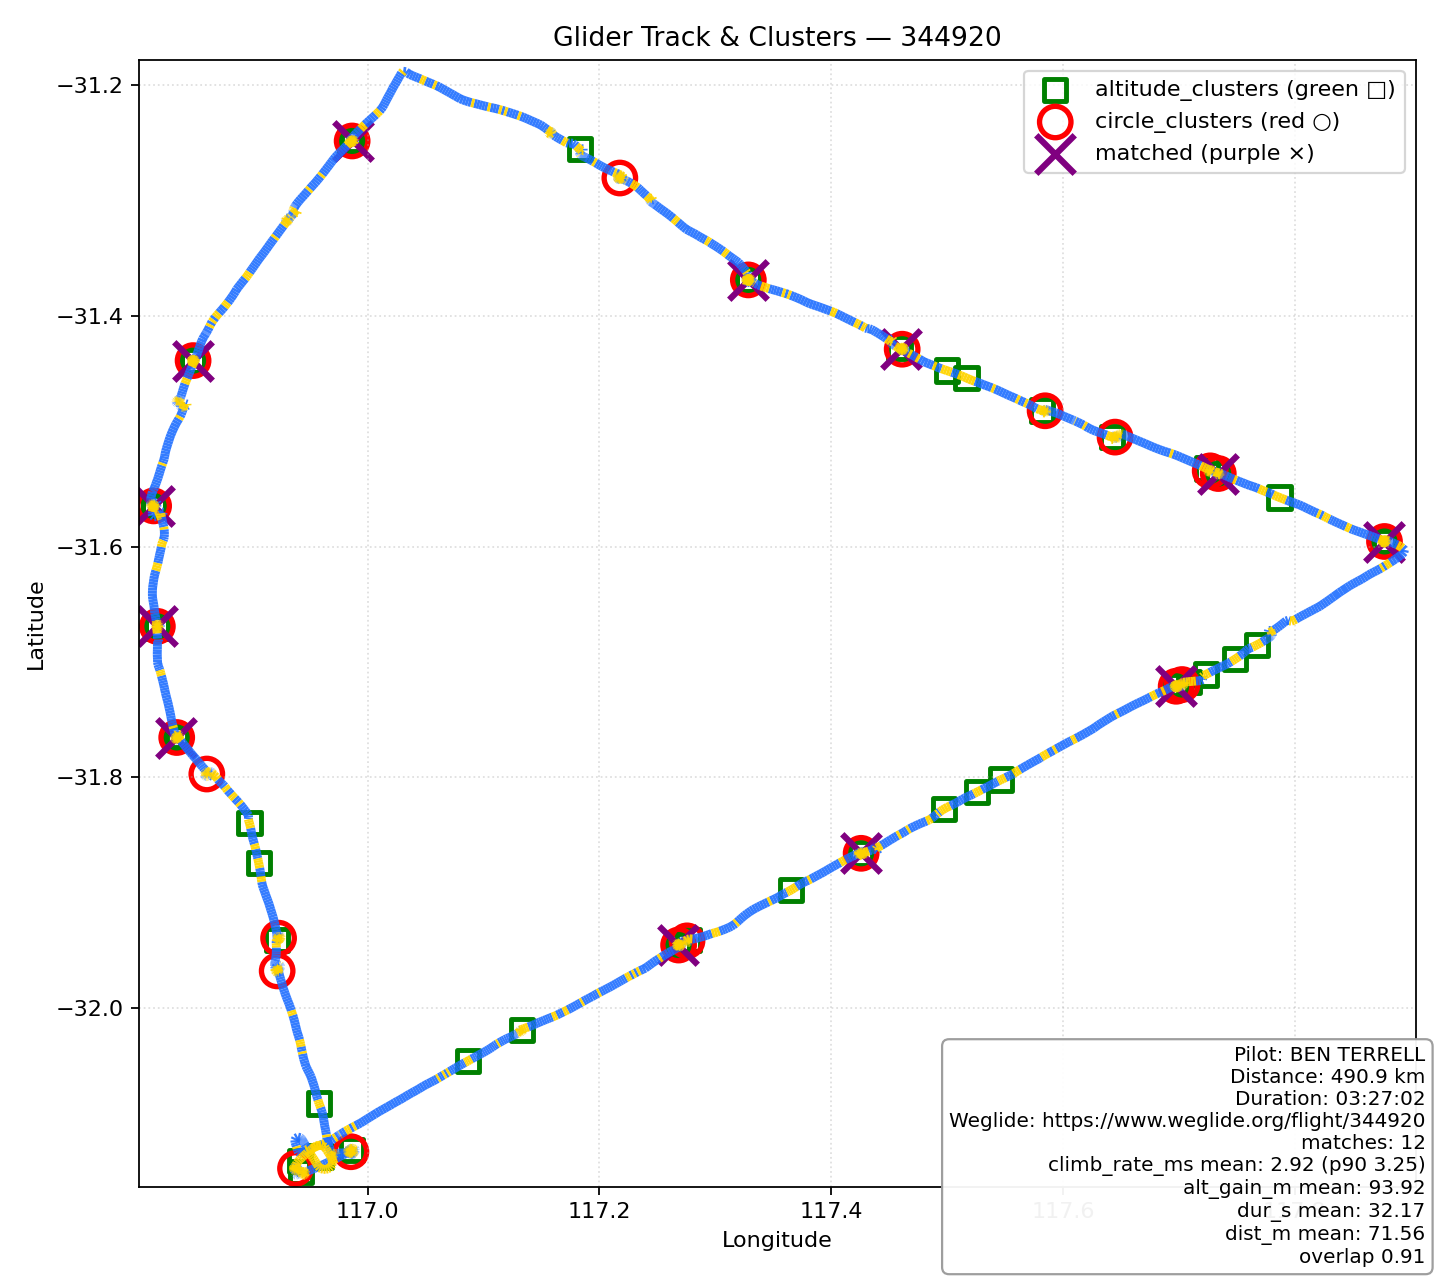 Glider Track & Clusters — 344920
altitude_clusters (green □)
circle_clusters (red ○)
matched (purple ×)
−31.2
−31.4
−31.6
−31.8
−32.0
Latitude
117.0
117.2
117.4
117.6
Longitude
Pilot: BEN TERRELL
Distance: 490.9 km
Duration: 03:27:02
Weglide: https://www.weglide.org/flight/344920
matches: 12
climb_rate_ms mean: 2.92 (p90 3.25)
alt_gain_m mean: 93.92
dur_s mean: 32.17
dist_m mean: 71.56
overlap 0.91